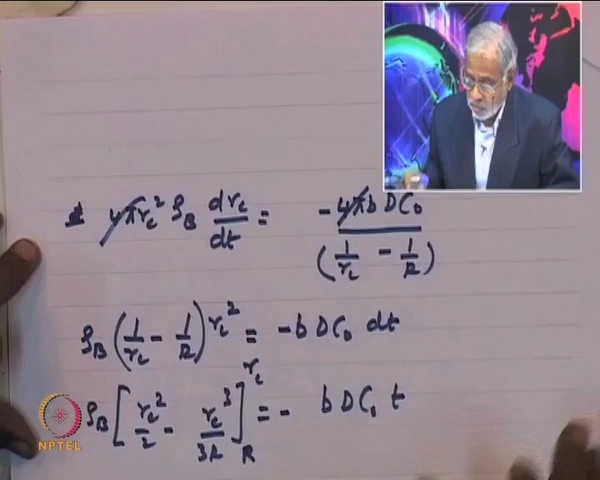 4πr_c² ρ_B dr_c/dt = -4πbDC₀ / (1/r_c - 1/R)
ρ_B (1/r_c - 1/R) r_c² = -bDC₀ dt
ρ_B [r_c²/2 - r_c³/3R]_R^{r_c} = - bDC₀ t
NPTEL